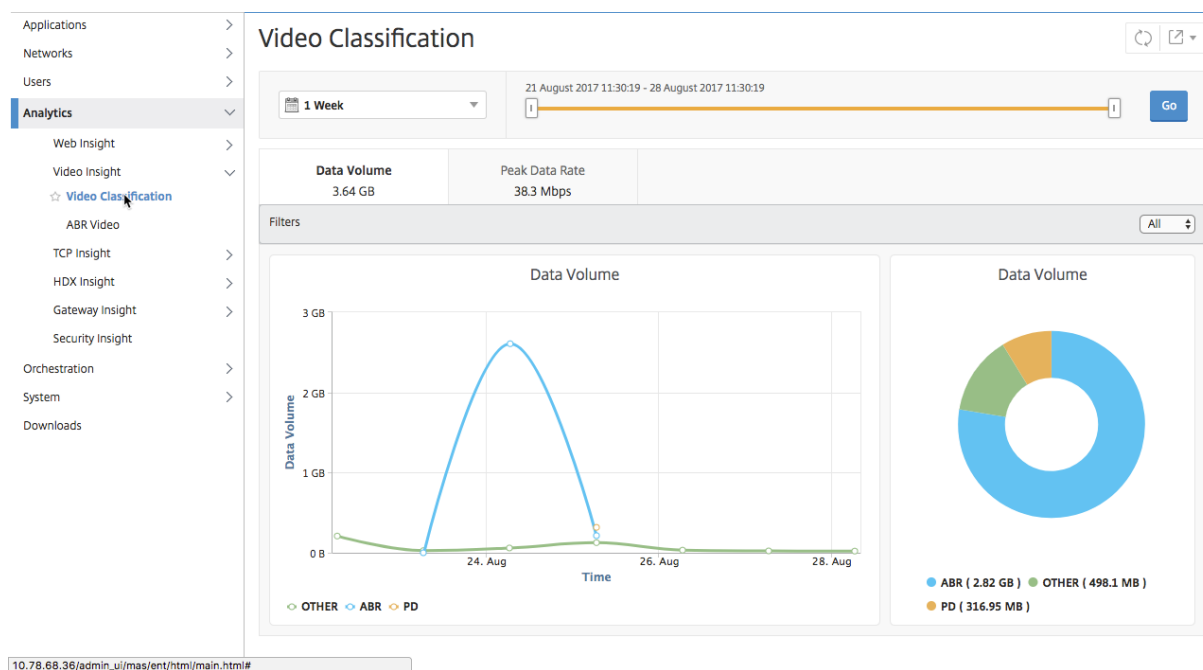 Applications
Networks
Users
Analytics
Web Insight
Video Insight
Video Classification
ABR Video
TCP Insight
HDX Insight
Gateway Insight
Security Insight
Orchestration
System
Downloads
Video Classification
1 Week
21 August 2017 11:30:19 - 28 August 2017 11:30:19
Go
Data Volume
3.64 GB
Peak Data Rate
38.3 Mbps
Filters
All
Data Volume
3 GB
2 GB
1 GB
0 B
Data Volume
24. Aug
26. Aug
28. Aug
Time
OTHER ABR PD
Data Volume
ABR ( 2.82 GB ) OTHER ( 498.1 MB )
PD ( 316.95 MB )
10.78.68.36/admin_ui/mas/ent/html/main.html#